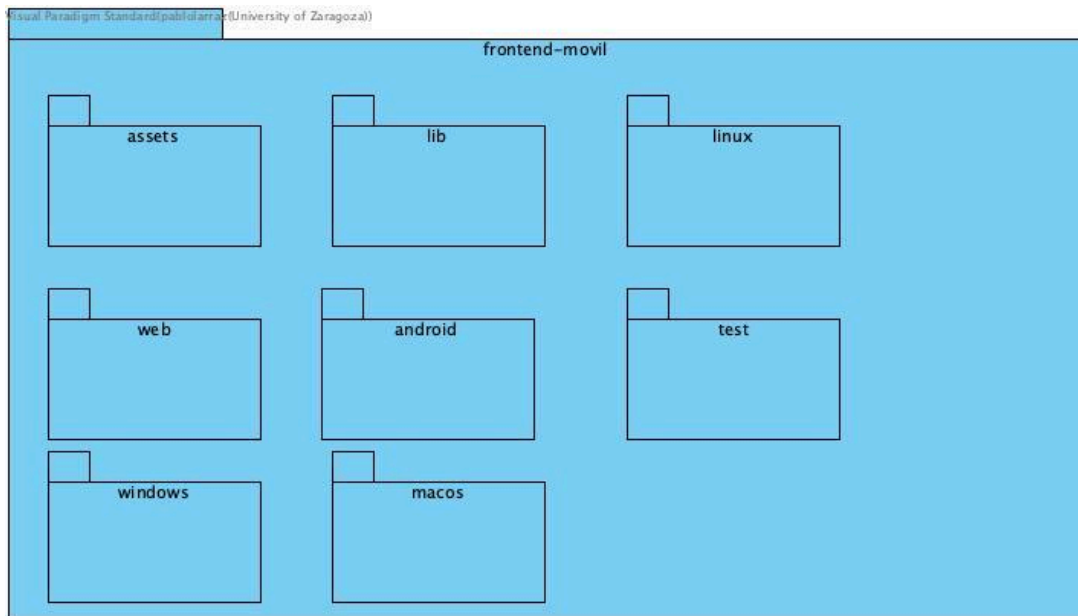 Visual Paradigm Standard(pablolarraz(University of Zaragoza))
frontend-movil
assets
lib
linux
web
android
test
windows
macos